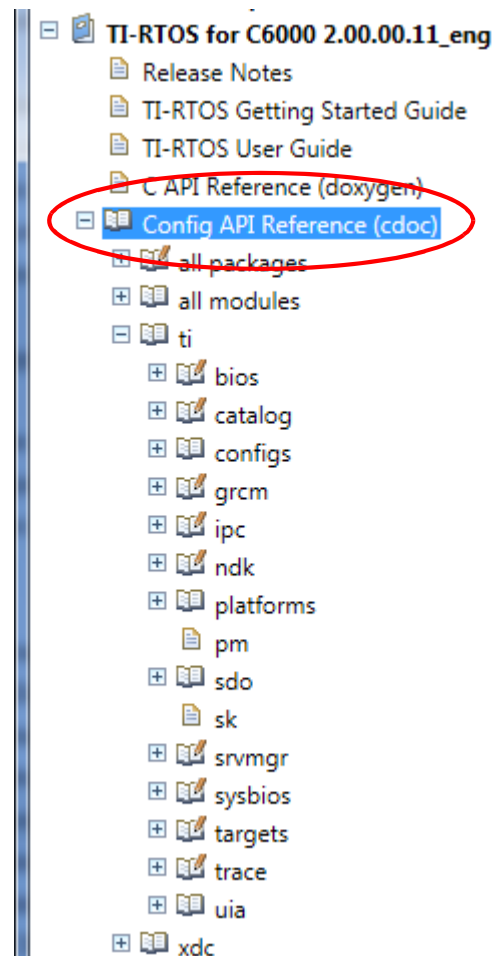 TI-RTOS for C6000 2.00.00.11_eng
Release Notes
TI-RTOS Getting Started Guide
TI-RTOS User Guide
C API Reference (doxygen)
Config API Reference (cdoc)
all packages
all modules
ti
bios
catalog
configs
grcm
ipc
ndk
platforms
pm
sdo
sk
srvmgr
sysbios
targets
trace
uia
xdc